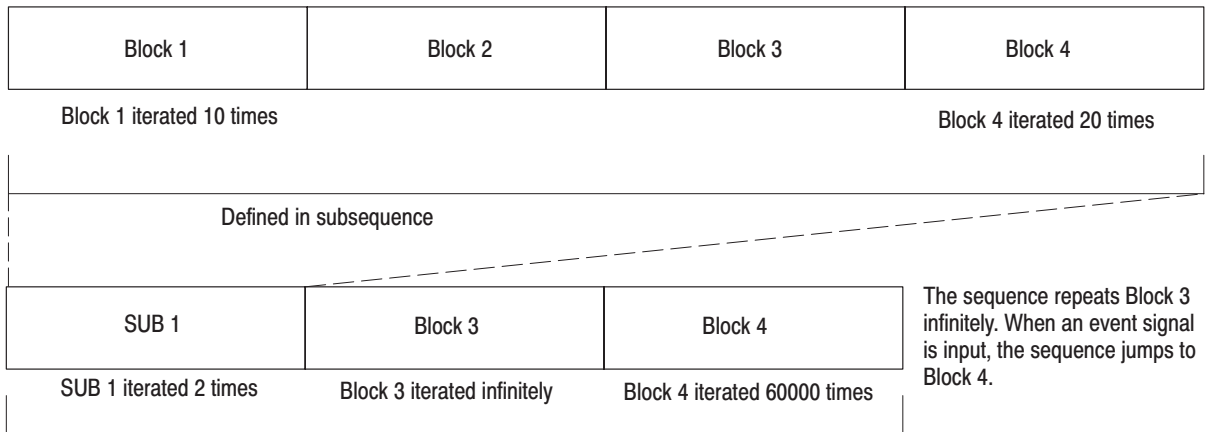 Block 1 Block 2 Block 3 Block 4
Block 1 iterated 10 times Block 4 iterated 20 times
Defined in subsequence
SUB 1 Block 3 Block 4
SUB 1 iterated 2 times Block 3 iterated infinitely Block 4 iterated 60000 times
The sequence repeats Block 3
infinitely. When an event signal
is input, the sequence jumps to
Block 4.